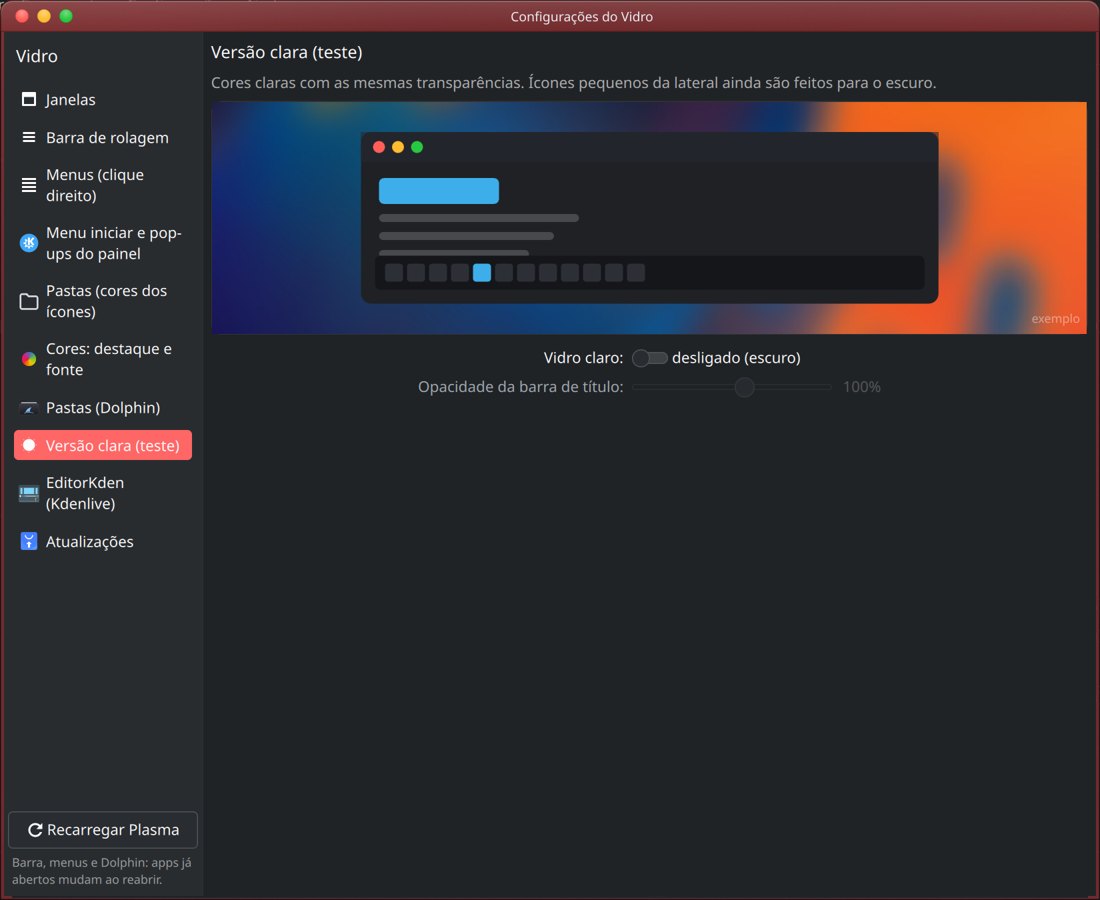 Configurações do Vidro
Vidro
Janelas
Barra de rolagem
Menus (clique
direito)
Menu iniciar e pop-
ups do painel
Pastas (cores dos
ícones)
Cores: destaque e
fonte
Pastas (Dolphin)
Versão clara (teste)
EditorKden
(Kdenlive)
Atualizações
Recarregar Plasma
Barra, menus e Dolphin: apps já
abertos mudam ao reabrir.
Versão clara (teste)
Cores claras com as mesmas transparências. Ícones pequenos da lateral ainda são feitos para o escuro.
exemplo
Vidro claro: desligado (escuro)
Opacidade da barra de título: 100%